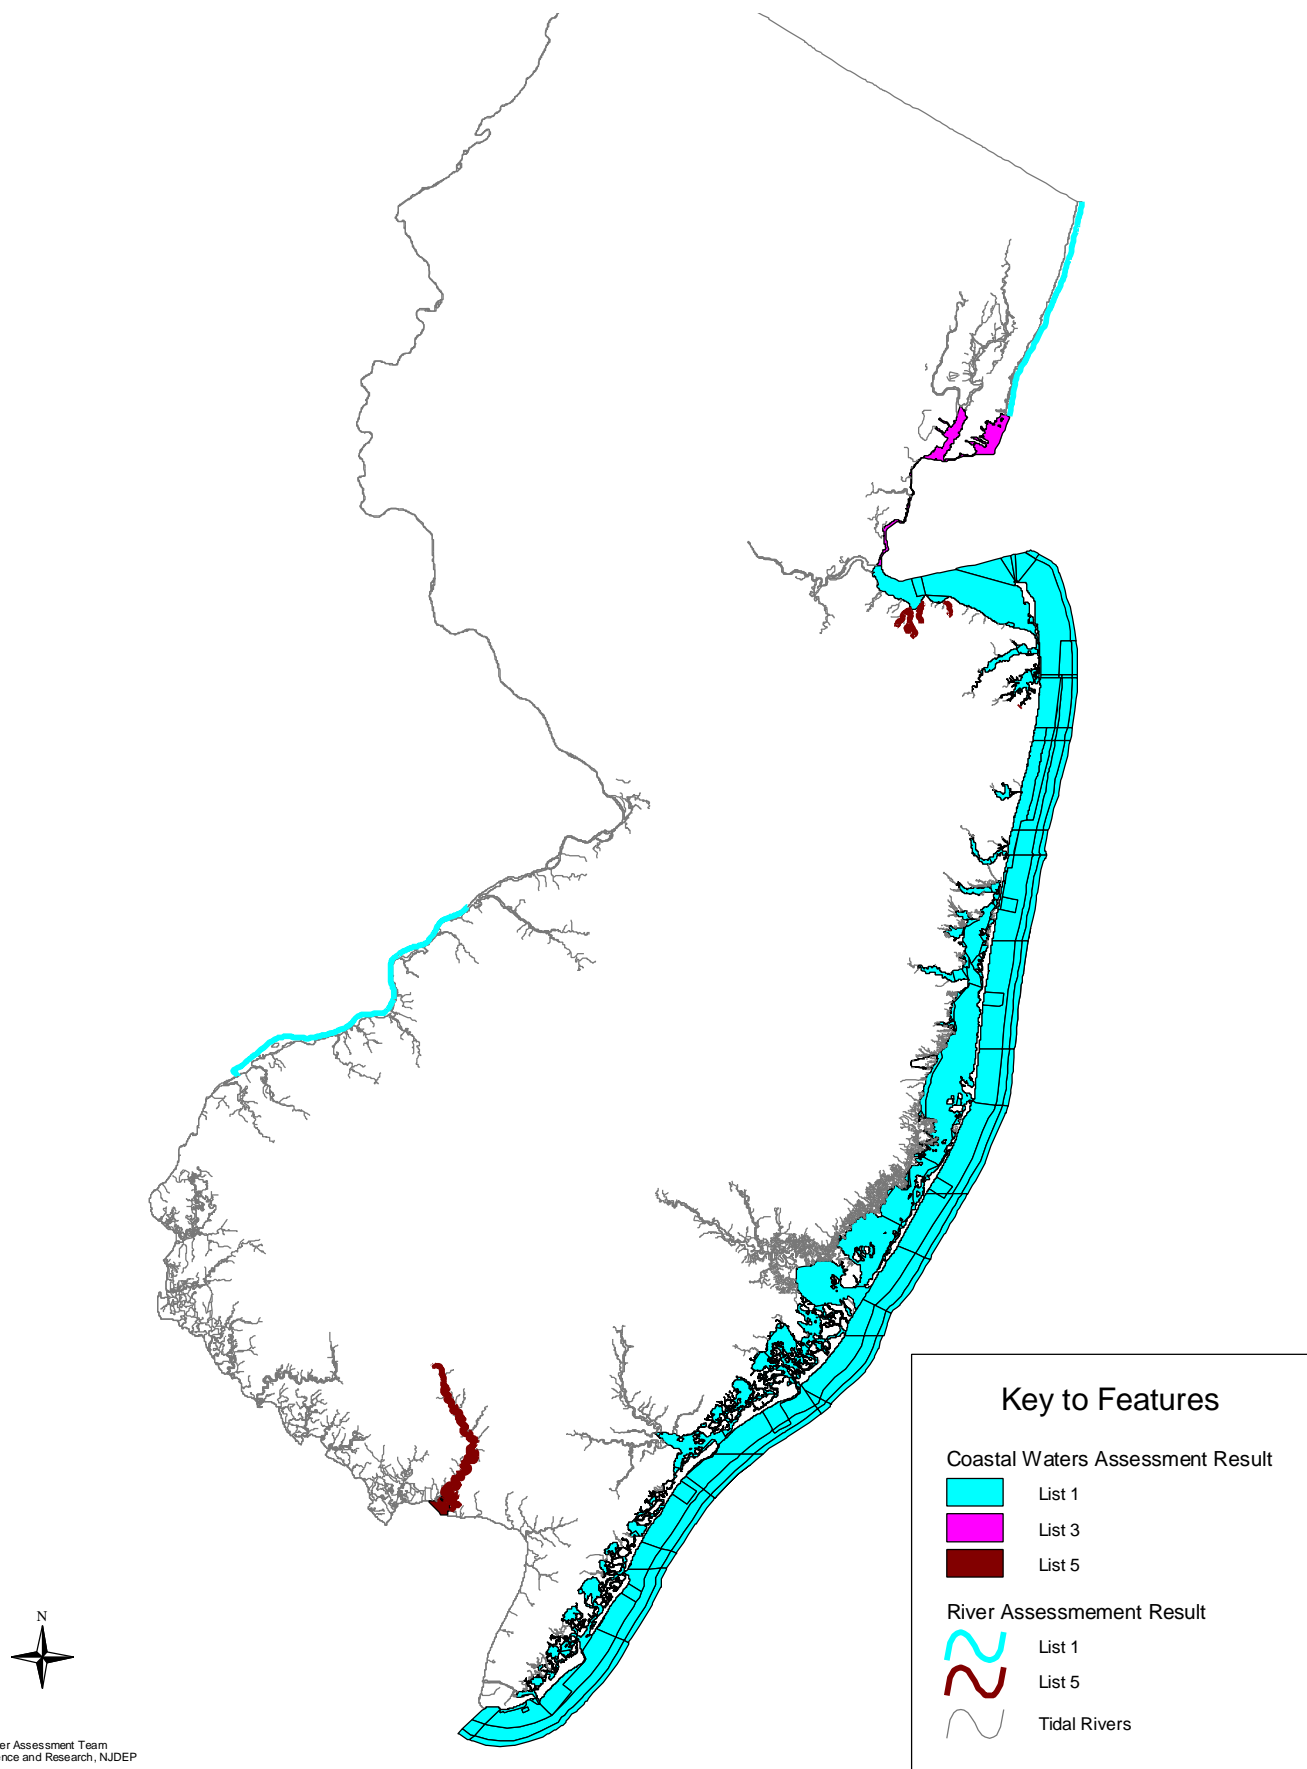 Key to Features
Coastal Waters Assessment Result
List 1
List 3
List 5
River Assessmement Result
List 1
List 5
Tidal Rivers
N
er Assessment Team
ence and Research, NJDEP